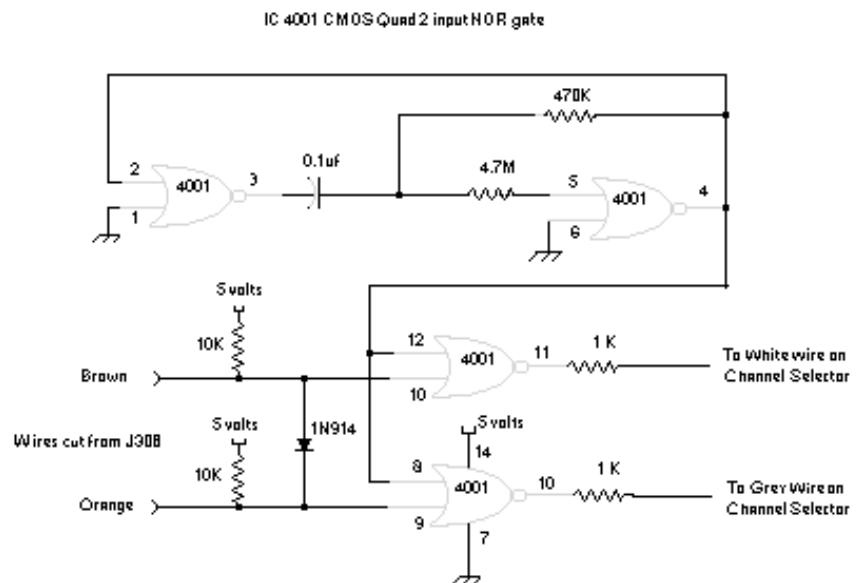 IC 4001 CMOS Quad 2 input NOR gate
470K
0.1uf
4.7M
2
4001
3
1
5
4001
4
6
5 volts
10K
12
4001
11
1 K
To White wire on
Channel Selector
Brown
10
5 volts
1N914
5 volts
14
Wires cut from J308
10K
8
4001
10
1 K
To Grey Wire on
Channel Selector
Orange
9
7